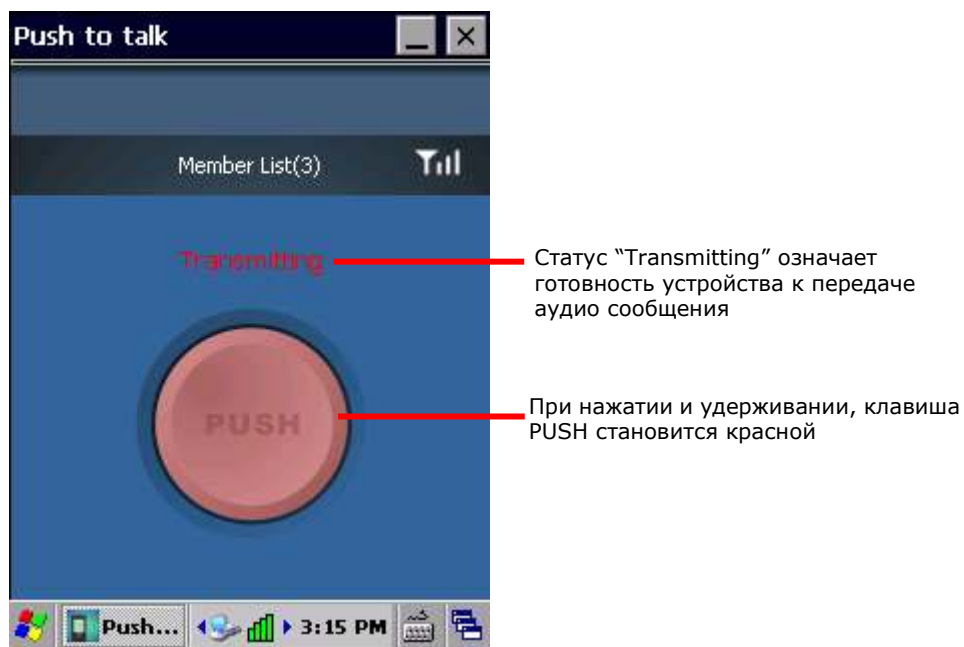 Push to talk
Member List(3)
Transmitting
Статус “Transmitting” означает
готовность устройства к передаче
аудио сообщения
PUSH
При нажатии и удерживании, клавиша
PUSH становится красной
Push...
3:15 PM